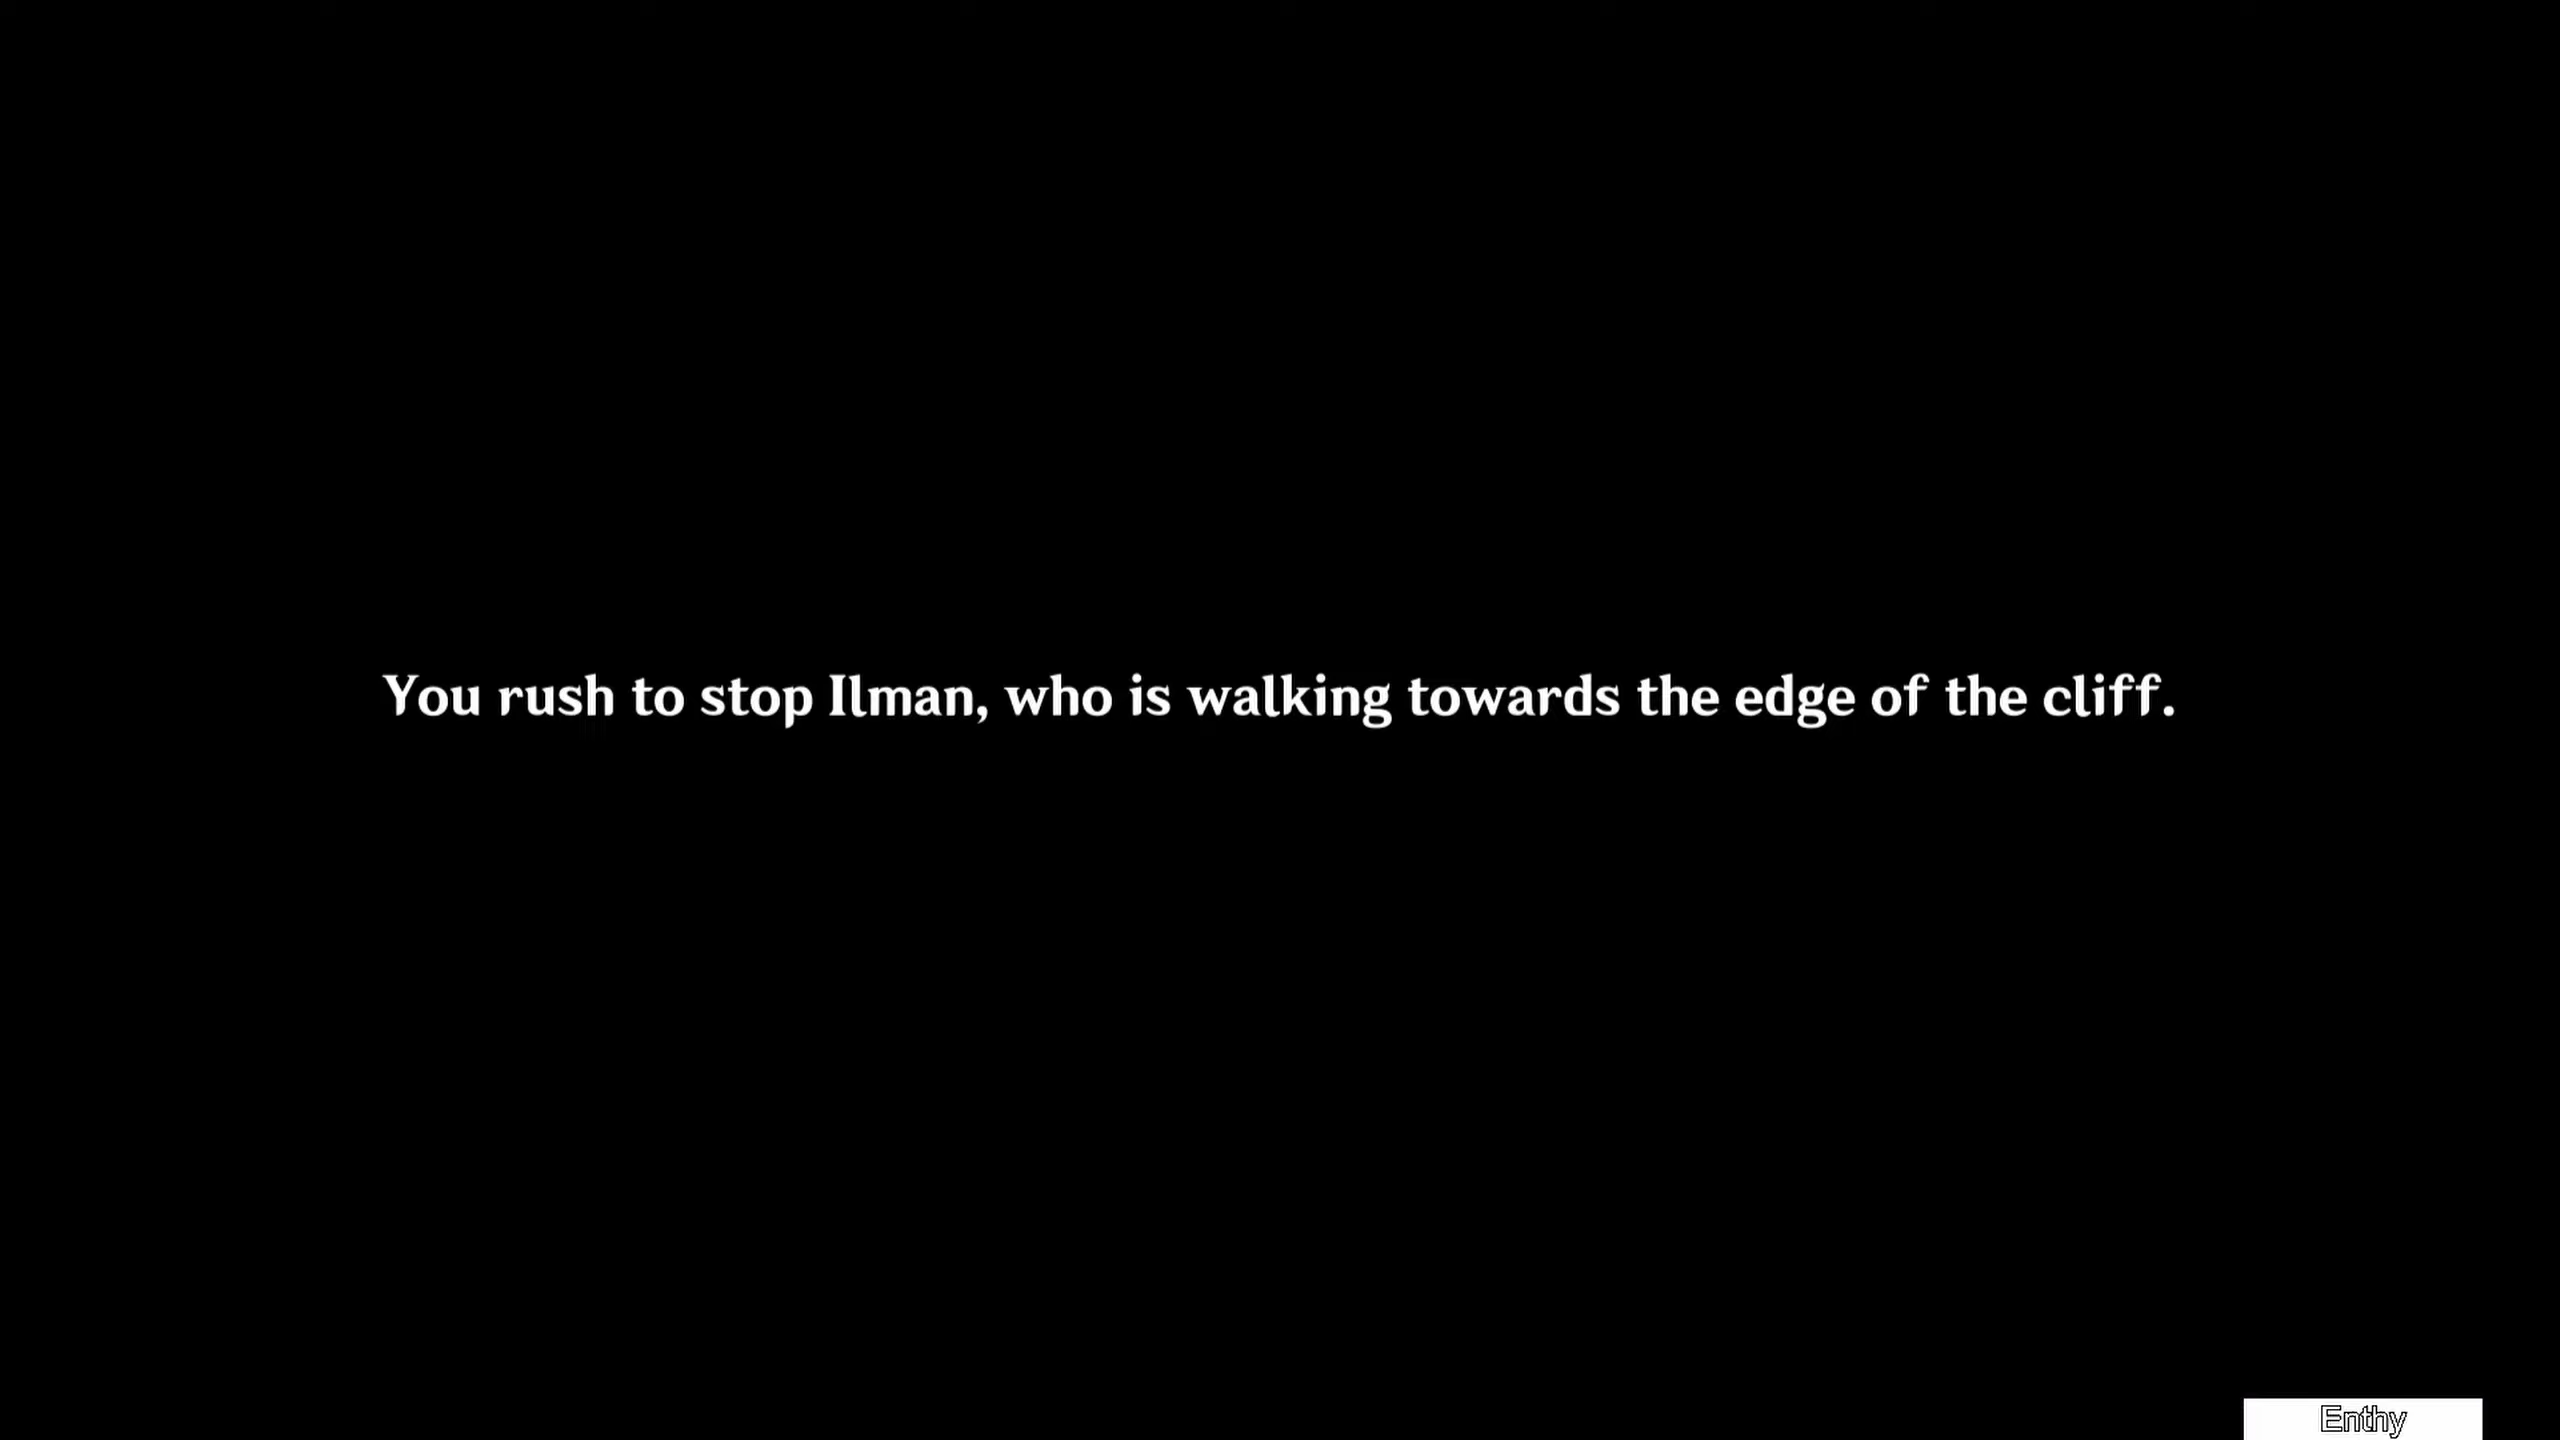 You rush to stop Ilman, who is walking towards the edge of the cliff.
Enthy